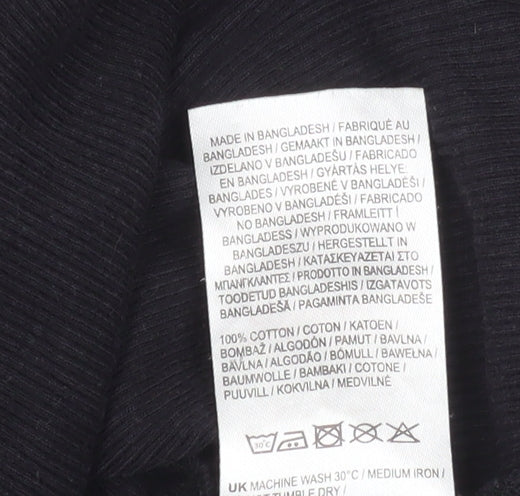 MADE IN BANGLADESH / FABRIQUÉ AU
BANGLADESH / GEMAAKT IN BANGLADESH /
IZDELANO V BANGLADEŠU / FABRICADO
EN BANGLADESH / GYÁRTÁS HELYE
BANGLADES / VYROBENÉ V BANGLADÉŠI /
VYROBENO V BANGLADÉŠI / FABRICADO
NO BANGLADESH / FRAMLEITT Í
BANGLADESS / WYPRODUKOWANO W
BANGLADESZU / HERGESTELLT IN
BANGLADESH / ΚΑΤΑΣΚΕΥΑΖΕΤΑΙ ΣΤΟ
ΜΠΑΝΓΚΛΑΝΤΕΣ / PRODOTTO IN BANGLADESH /
TOODETUD BANGLADESHIS / IZGATAVOTS
BANGLADEŠĀ / PAGAMINTA BANGLADEŠE
100% COTTON / COTON / KATOEN /
BOMBAŽ / ALGODÓN / PAMUT / BAVLNA /
BAVLNA / ALGODÃO / BÓMULL / BAWEŁNA /
BAUMWOLLE / ΒΑΜΒΑΚΙ / COTONE /
PUUVILL / KOKVILNA / MEDVILNĖ
30°C
UK MACHINE WASH 30°C / MEDIUM IRON /
TUMBLE DRY /